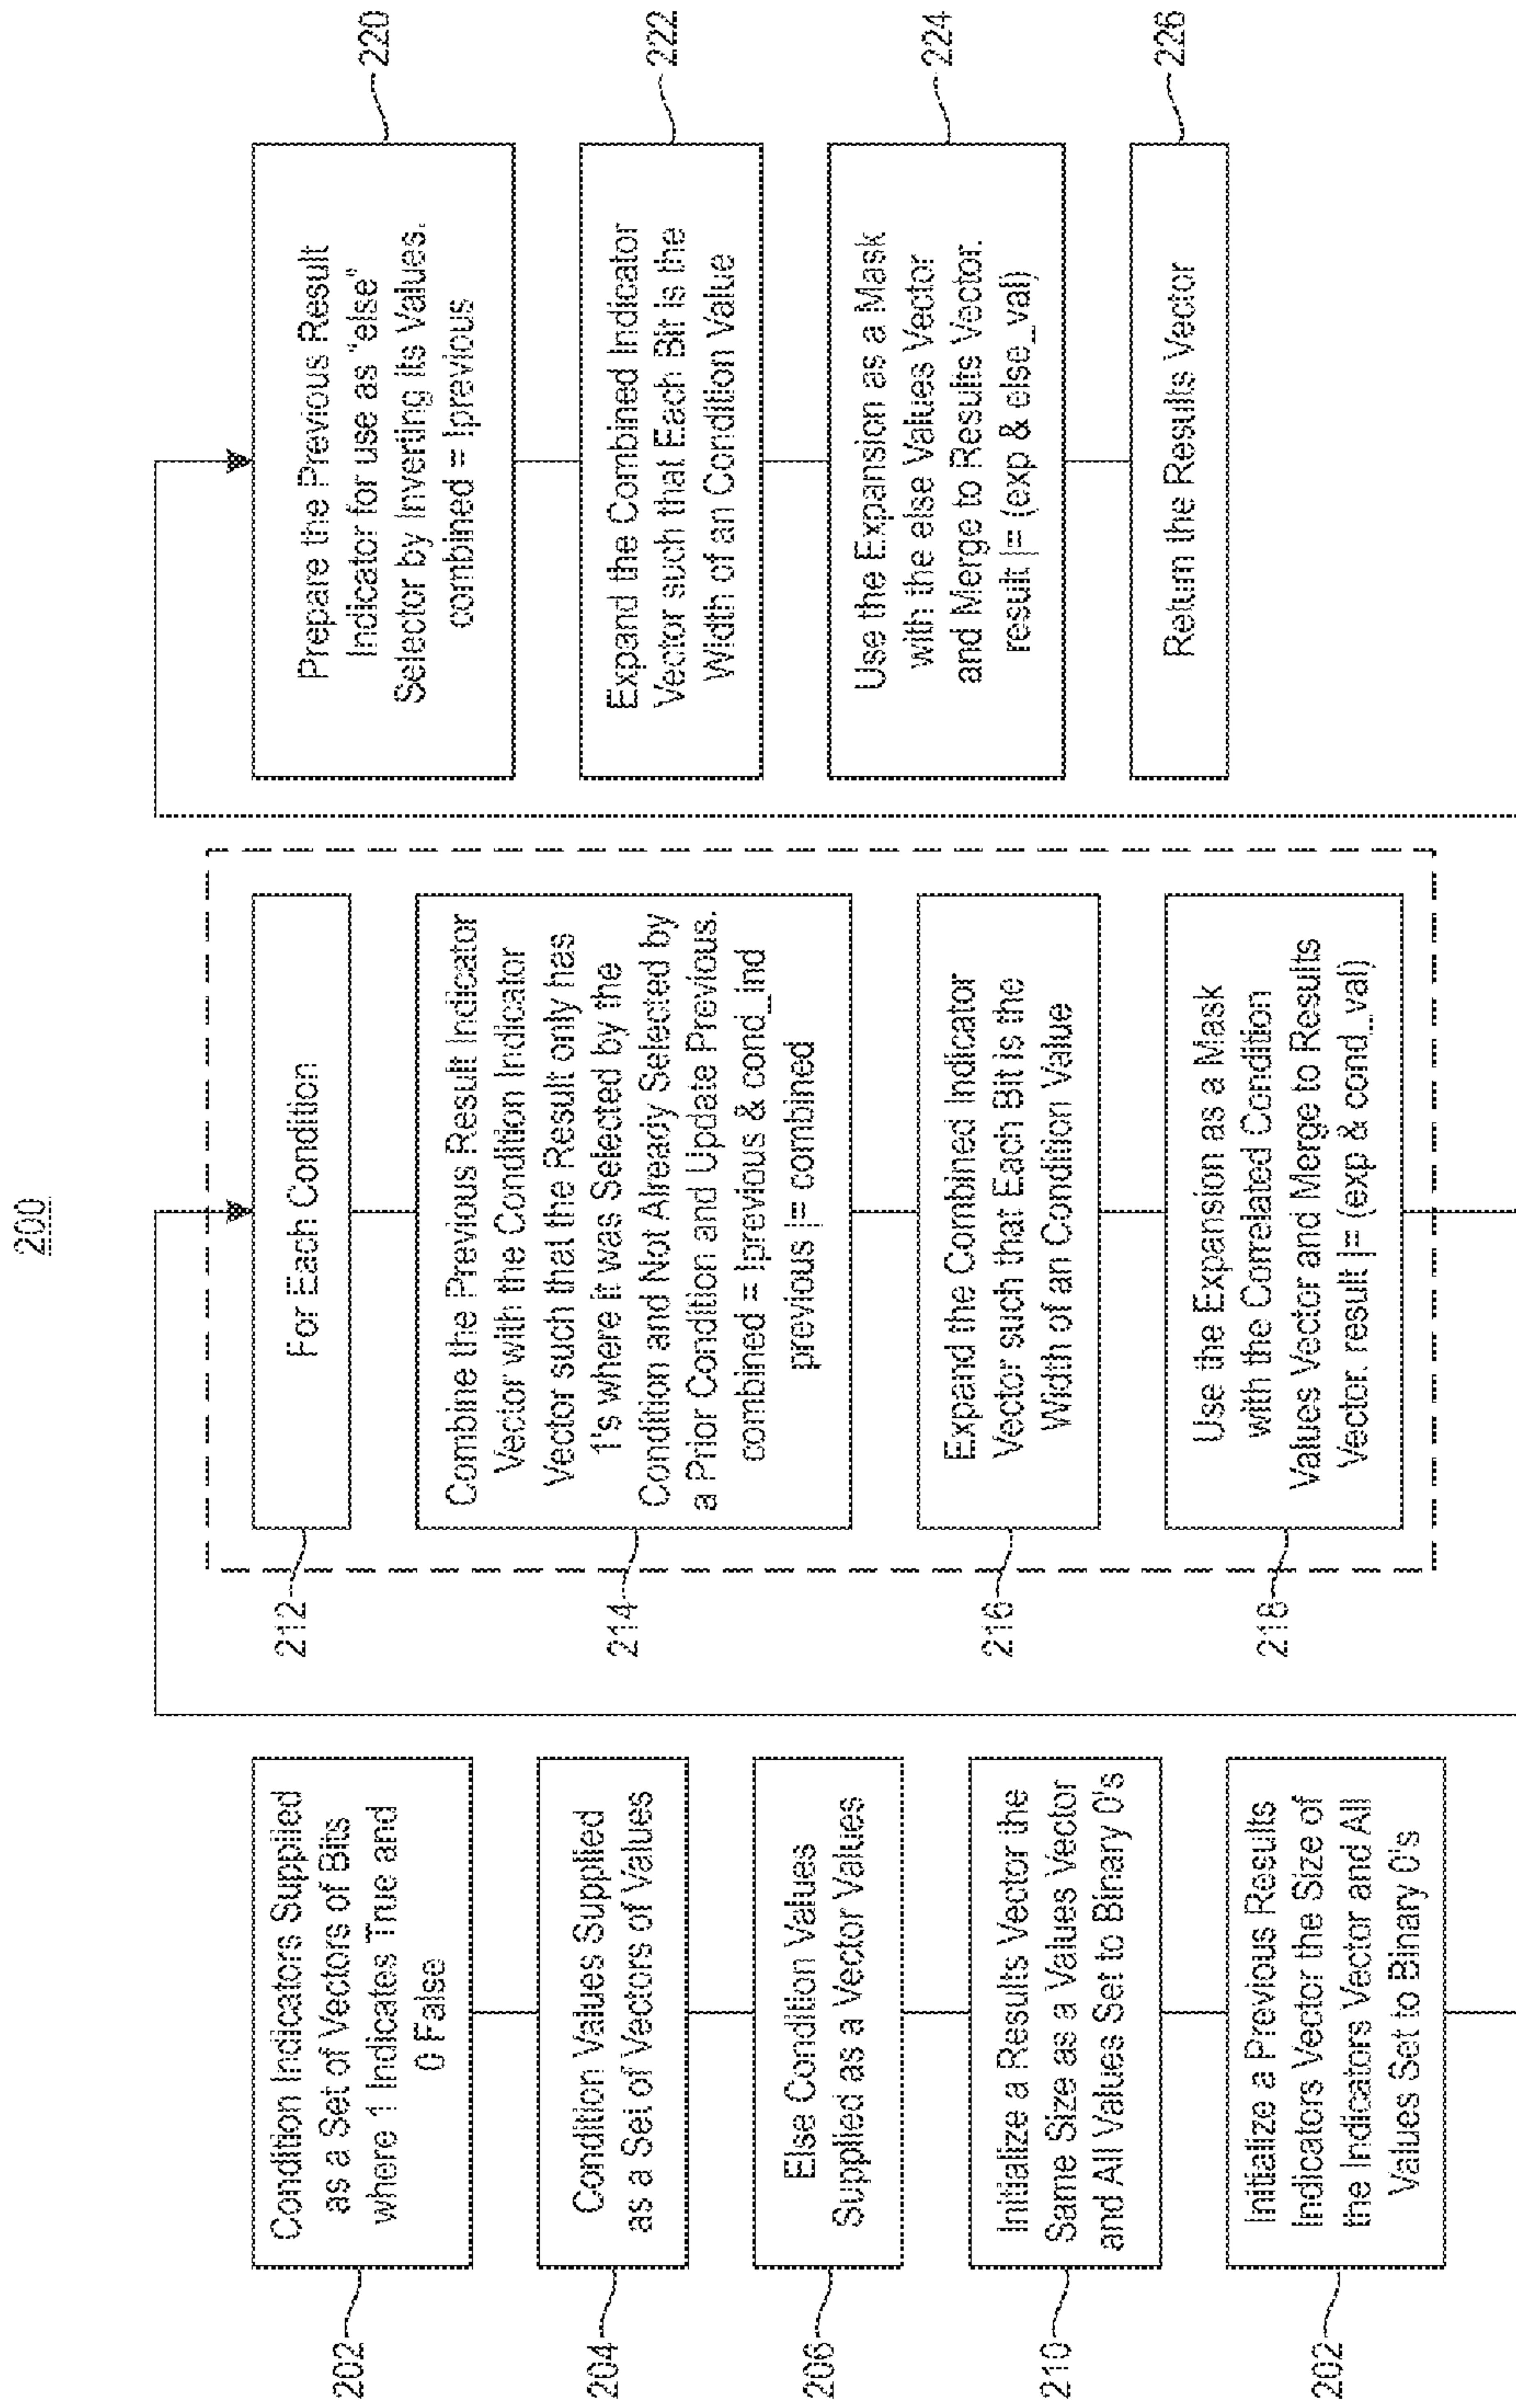 200
202
Condition Indicators Supplied
as a Set of Vectors of Bits
where 1 Indicates True and
0 False
204
Condition Values Supplied
as a Set of Vectors of Values
206
Else Condition Values
Supplied as a Vector Values
210
Initialize a Results Vector the
Same Size as a Values Vector
and All Values Set to Binary 0's
202
Initialize a Previous Results
Indicators Vector the Size of
the Indicators Vector and All
Values Set to Binary 0's
212
For Each Condition
214
Combine the Previous Result Indicator
Vector with the Condition Indicator
Vector such that the Result only has
1's where it was Selected by the
Condition and Not Already Selected by
a Prior Condition and Update Previous.
combined = !previous & cond_ind
previous |= combined
216
Expand the Combined Indicator
Vector such that Each Bit is the
Width of an Condition Value
218
Use the Expansion as a Mask
with the Correlated Condition
Values Vector and Merge to Results
Vector. result |= (exp & cond_val)
220
Prepare the Previous Result
Indicator for use as "else"
Selector by Inverting its Values.
combined = !previous
222
Expand the Combined Indicator
Vector such that Each Bit is the
Width of an Condition Value
224
Use the Expansion as a Mask
with the else Values Vector
and Merge to Results Vector.
result |= (exp & else_val)
226
Return the Results Vector